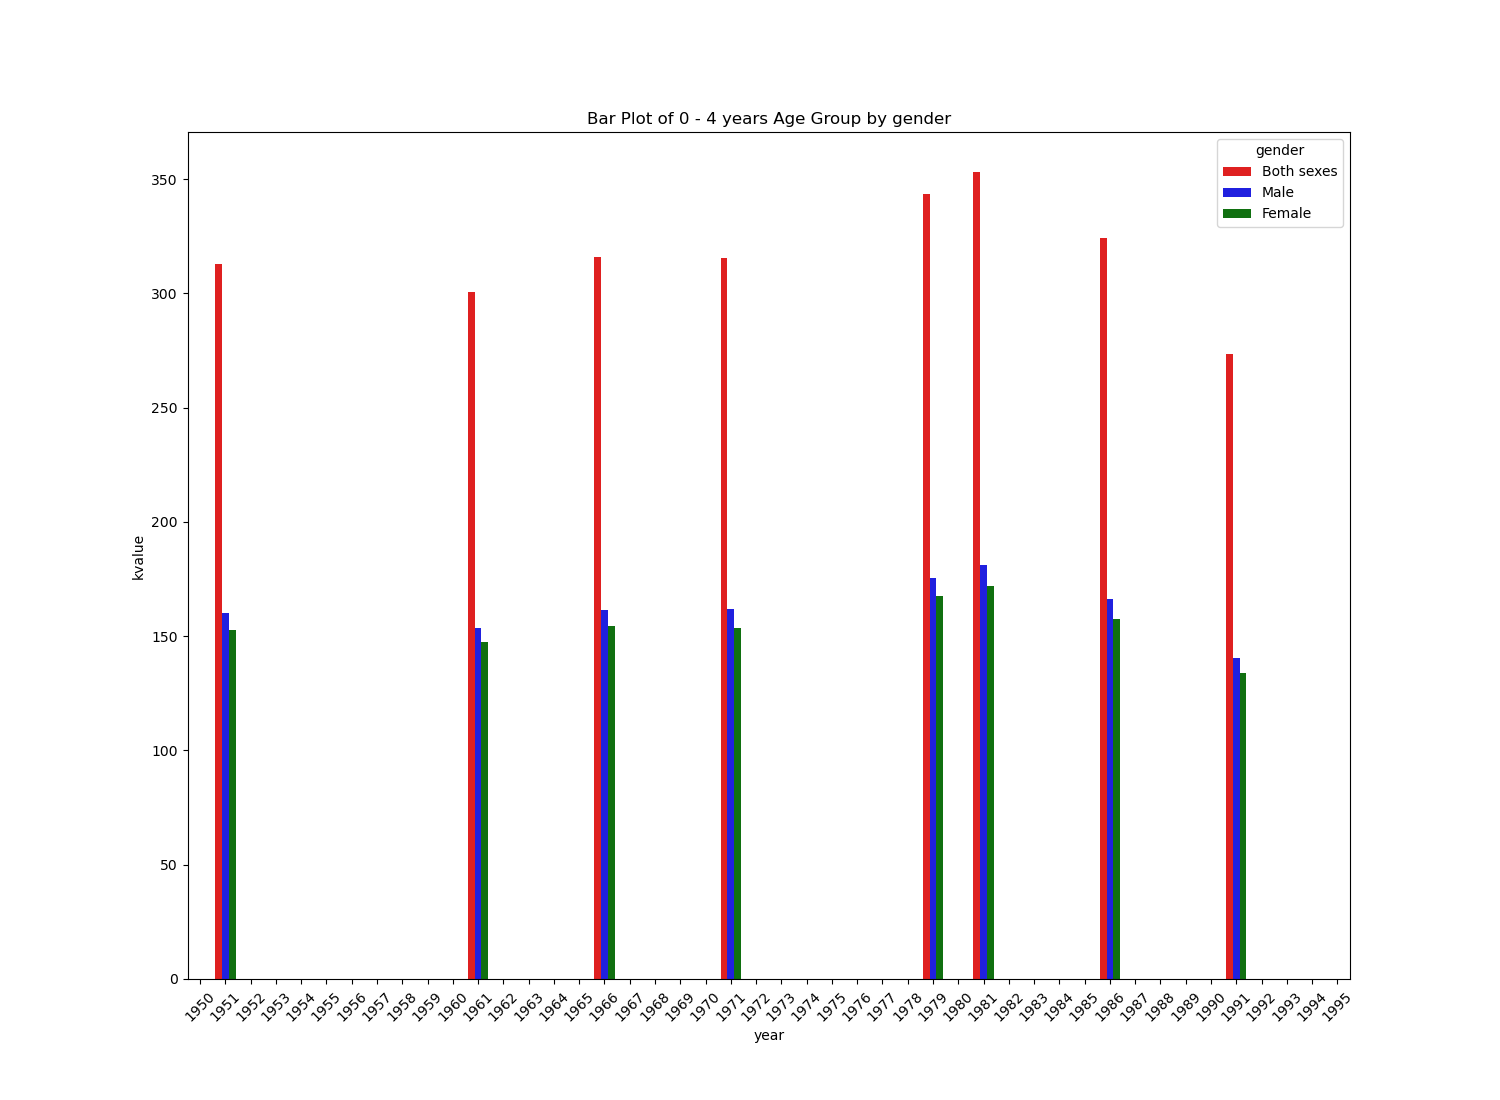 Bar Plot of 0 - 4 years Age Group by gender
gender
Both sexes
Male
Female
350
300
250
200
150
100
50
0
kvalue
1950 1951 1952 1953 1954 1955 1956 1957 1958 1959 1960 1961 1962 1963 1964 1965 1966 1967 1968 1969 1970 1971 1972 1973 1974 1975 1976 1977 1978 1979 1980 1981 1982 1983 1984 1985 1986 1987 1988 1989 1990 1991 1992 1993 1994 1995
year